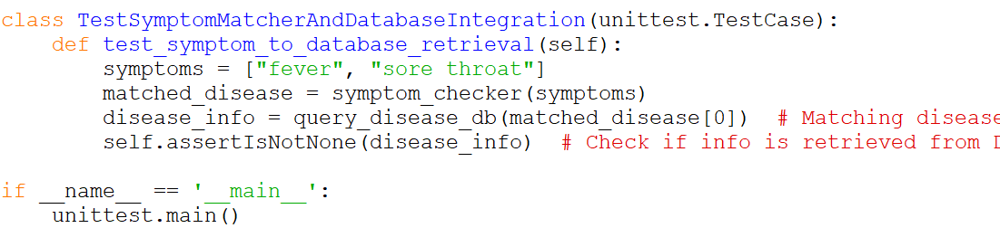 class TestSymptomMatcherAndDatabaseIntegration(unittest.TestCase):
    def test_symptom_to_database_retrieval(self):
        symptoms = ["fever", "sore throat"]
        matched_disease = symptom_checker(symptoms)
        disease_info = query_disease_db(matched_disease[0])  # Matching disease
        self.assertIsNotNone(disease_info)  # Check if info is retrieved from

if __name__ == '__main__':
    unittest.main()